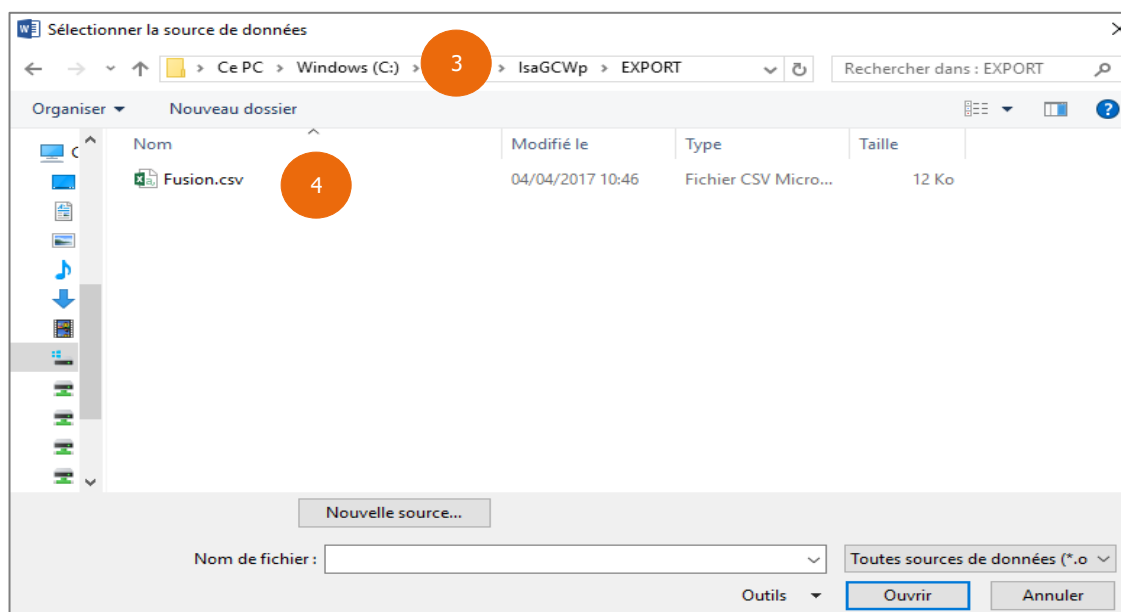 Sélectionner la source de données
> Ce PC > Windows (C:) > 3 > IsaGCWp > EXPORT
Rechercher dans : EXPORT
Organiser
Nouveau dossier
?
Nom
Modifié le
Type
Taille
Fusion.csv
4
04/04/2017 10:46
Fichier CSV Micro...
12 Ko
Nouvelle source...
Nom de fichier :
Toutes sources de données (*.o
Outils
Ouvrir
Annuler